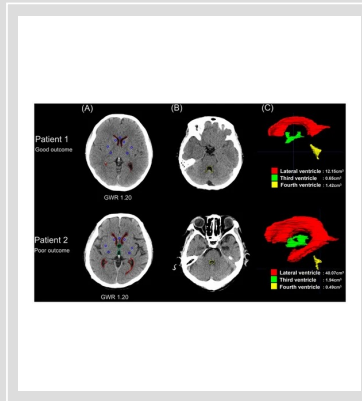 (A)
(B)
(C)
Patient 1
Good outcome
GWR 1.20
Lateral ventricle : 12.15cm³
Third ventricle : 0.65cm³
Fourth ventricle : 1.42cm³
Patient 2
Poor outcome
GWR 1.20
Lateral ventricle : 40.07cm³
Third ventricle : 1.94cm³
Fourth ventricle : 0.49cm³